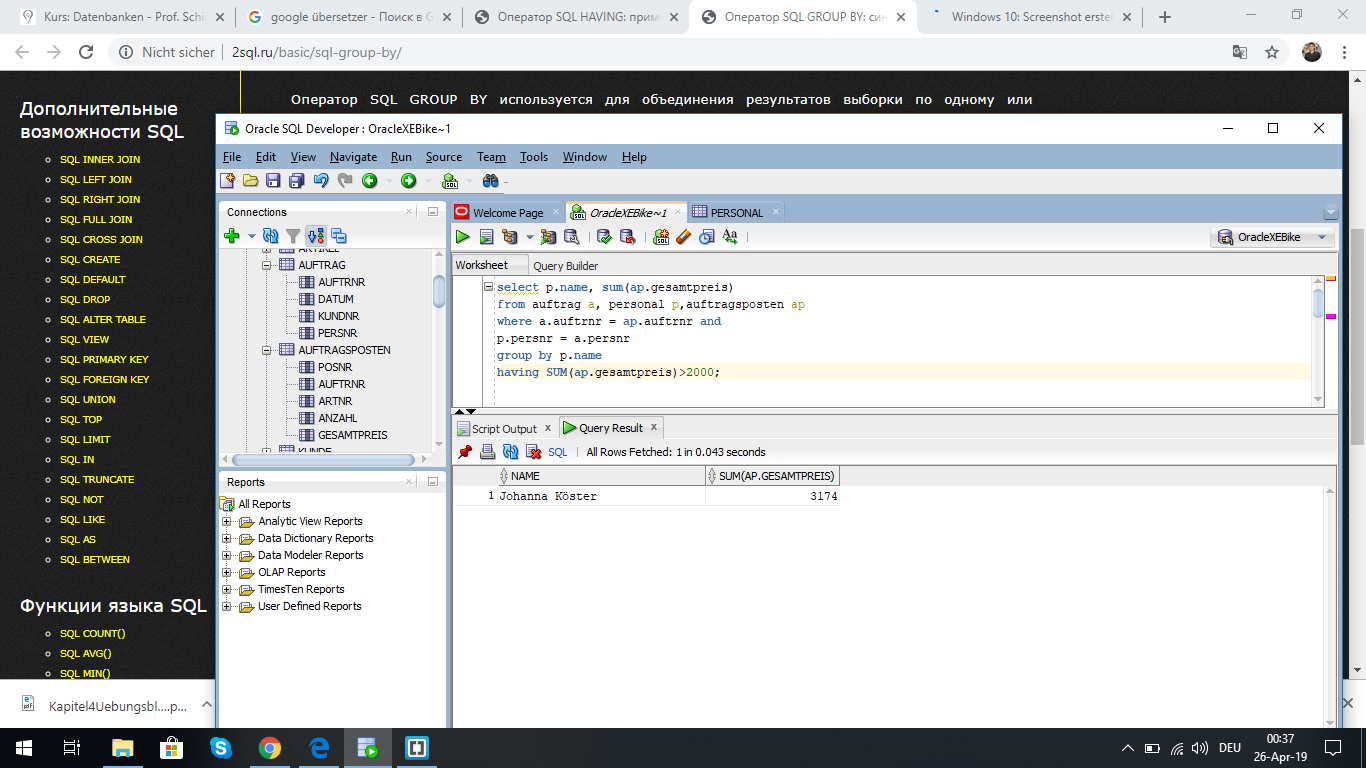 Kurs: Datenbanken - Prof. Schi
google übersetzer - Поиск в G
Оператор SQL HAVING: прим
Оператор SQL GROUP BY: син
Windows 10: Screenshot erstel
Nicht sicher
2sql.ru/basic/sql-group-by/
Оператор SQL GROUP BY используется для объединения результатов выборки по одному или
Дополнительные
возможности SQL
SQL INNER JOIN
SQL LEFT JOIN
SQL RIGHT JOIN
SQL FULL JOIN
SQL CROSS JOIN
SQL CREATE
SQL DEFAULT
SQL DROP
SQL ALTER TABLE
SQL VIEW
SQL PRIMARY KEY
SQL FOREIGN KEY
SQL UNION
SQL TOP
SQL LIMIT
SQL IN
SQL TRUNCATE
SQL NOT
SQL LIKE
SQL AS
SQL BETWEEN
Функции языка SQL
SQL COUNT()
SQL AVG()
SQL MIN()
Oracle SQL Developer : OracleXEBike~1
File Edit View Navigate Run Source Team Tools Window Help
Connections
ARTIKEL
AUFTRAG
AUFTRNR
DATUM
KUNDNR
PERSNR
AUFTRAGSPOSTEN
POSNR
AUFTRNR
ARTNR
ANZAHL
GESAMTPREIS
KUNDE
Reports
All Reports
Analytic View Reports
Data Dictionary Reports
Data Modeler Reports
OLAP Reports
TimesTen Reports
User Defined Reports
Welcome Page
OracleXEBike~1
PERSONAL
OracleXEBike
Worksheet
Query Builder
select p.name, sum(ap.gesamtpreis)
from auftrag a, personal p,auftragsposten ap
where a.auftrnr = ap.auftrnr and
p.persnr = a.persnr
group by p.name
having SUM(ap.gesamtpreis)>2000;
Script Output
Query Result
SQL
All Rows Fetched: 1 in 0.043 seconds
NAME
SUM(AP.GESAMTPREIS)
1 Johanna Köster 3174
Kapitel4Uebungsbl....p...
DEU
00:37
26-Apr-19